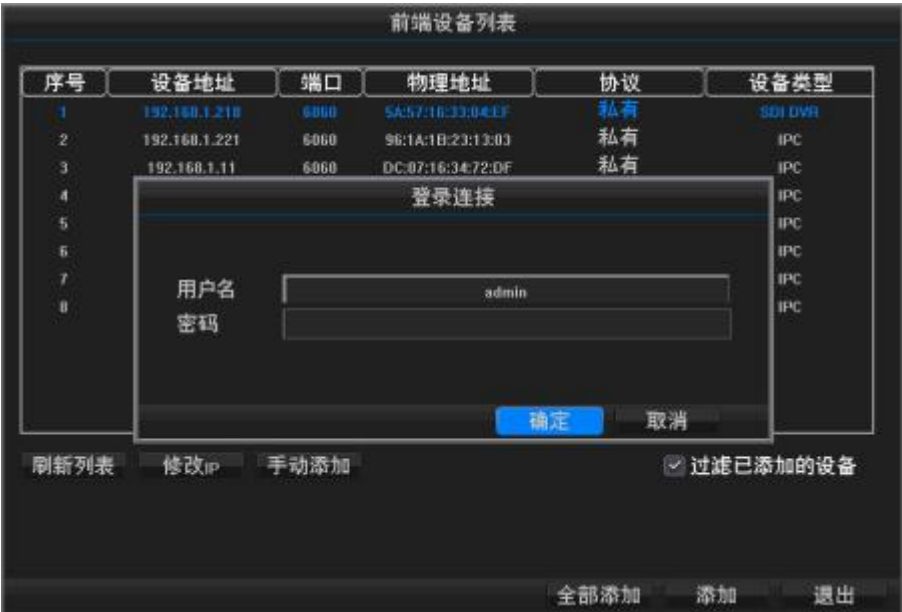 前端设备列表
序号 设备地址 端口 物理地址 协议 设备类型
1 192.168.1.210 6060 5A:57:16:33:04:EF 私有 SDI DVR
2 192.168.1.221 6060 96:1A:1B:23:13:03 私有 IPC
3 192.168.1.11 6060 DC:07:16:34:72:DF 私有 IPC
4 IPC
5 IPC
6 IPC
7 IPC
8 IPC
登录连接
用户名 admin
密码
确定 取消
刷新列表 修改IP 手动添加 过滤已添加的设备
全部添加 添加 退出